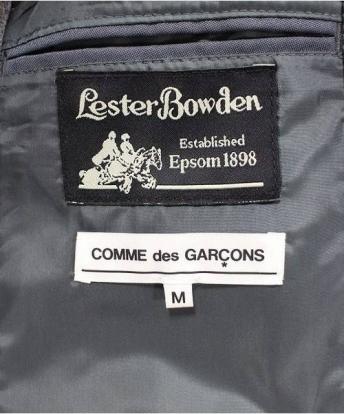 Lester Bowden
Established
Epsom 1898
COMME des GARÇONS
*
M